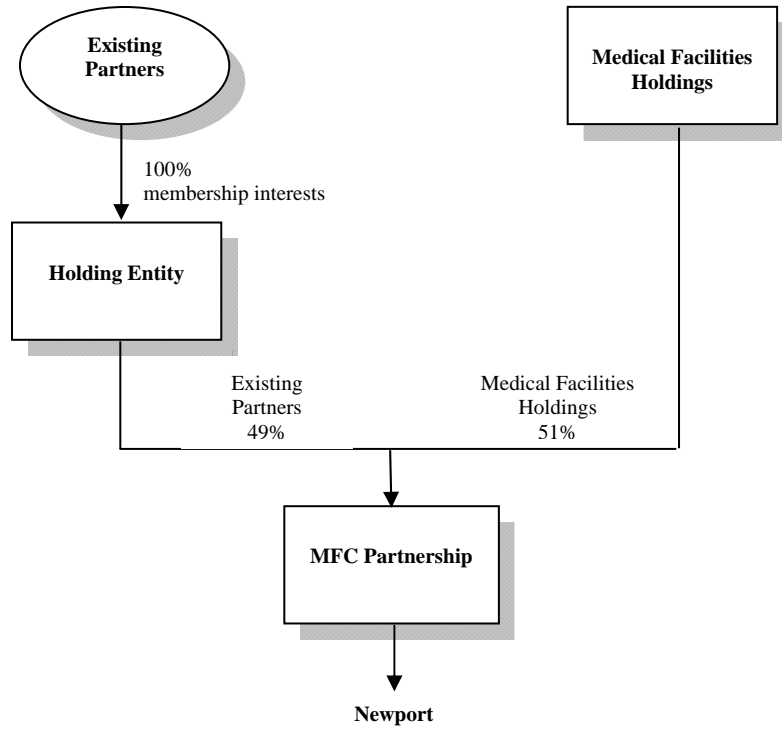 Existing
Partners
Medical Facilities
Holdings
100%
membership interests
Holding Entity
Existing
Partners
49%
Medical Facilities
Holdings
51%
MFC Partnership
Newport